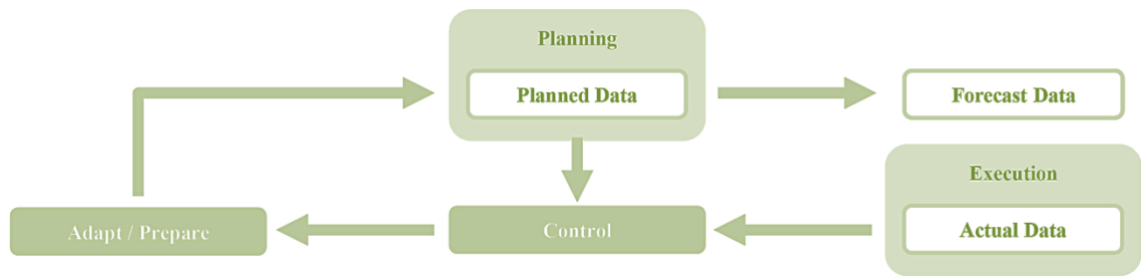 Planning
Planned Data
Forecast Data
Execution
Actual Data
Control
Adapt / Prepare